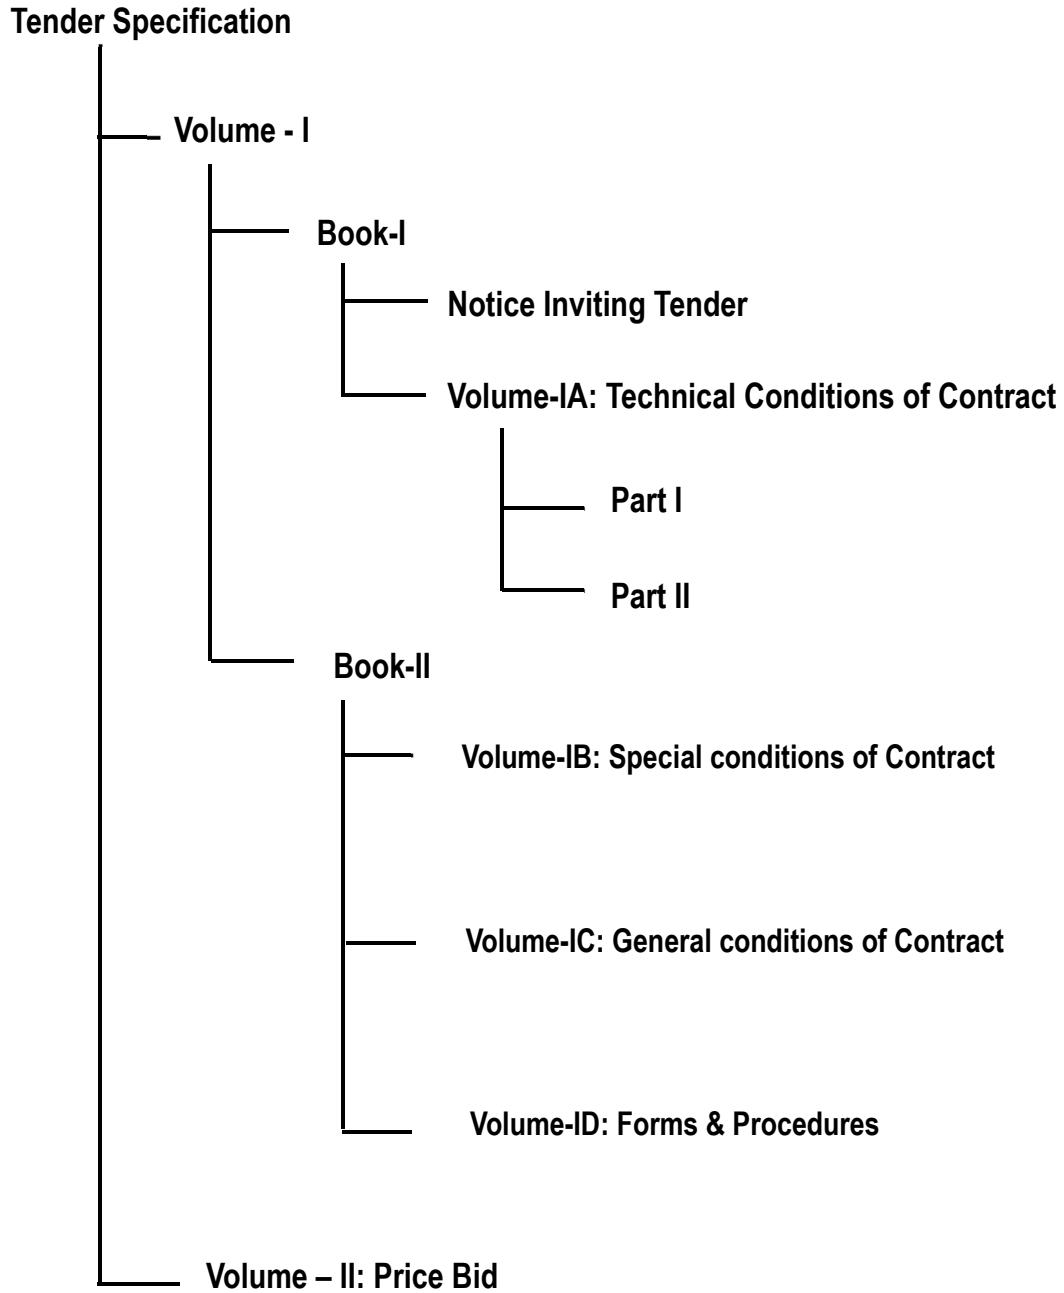 Tender Specification
Volume - I
Book-I
Notice Inviting Tender
Volume-IA: Technical Conditions of Contract
Part I
Part II
Book-II
Volume-IB: Special conditions of Contract
Volume-IC: General conditions of Contract
Volume-ID: Forms & Procedures
Volume – II: Price Bid